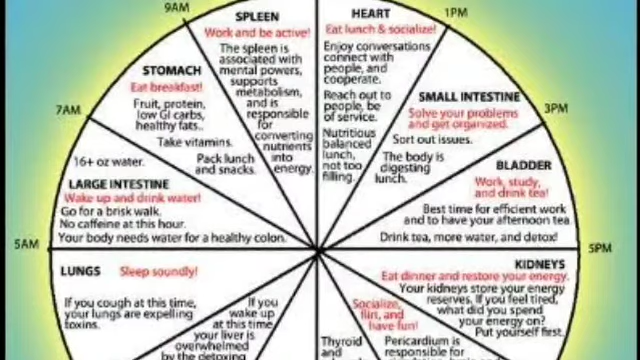 9AM
SPLEEN
Work and be active!
The spleen is
associated with
mental powers,
supports
metabolism,
and is
responsible
for
converting
nutrients
into
energy.
HEART
Eat lunch & socialize!
Enjoy conversations
connect with
people, and
cooperate.
Reach out to
people, be
of service.
Nutritious
balanced
lunch,
not too
filling.
1PM
STOMACH
Eat breakfast!
Fruit, protein,
low GI carbs,
healthy fats..
Take vitamins.
Pack lunch
and snacks.
SMALL INTESTINE
Solve your problems
and get organized.
Sort out issues.
The body is
digesting
lunch.
3PM
7AM
16+ oz water.
LARGE INTESTINE
Wake up and drink water!
Go for a brisk walk.
No caffeine at this hour.
Your body needs water for a healthy colon.
BLADDER
Work, study,
and drink tea!
Best time for efficient work
and to have your afternoon tea.
Drink tea, more water, and detox!
5AM
5PM
LUNGS Sleep soundly!
If you cough at this time,
your lungs are expelling
toxins.
If you
wake up
at this time
your liver is
overwhelmed
by the detoxing
KIDNEYS
Eat dinner and restore your energy.
Your kidneys store your energy
reserves. If you feel tired,
what did you spend
your energy on?
Put yourself first.
Socialize,
flirt, and
have fun!
Thyroid
and
Pericardium is
responsible for